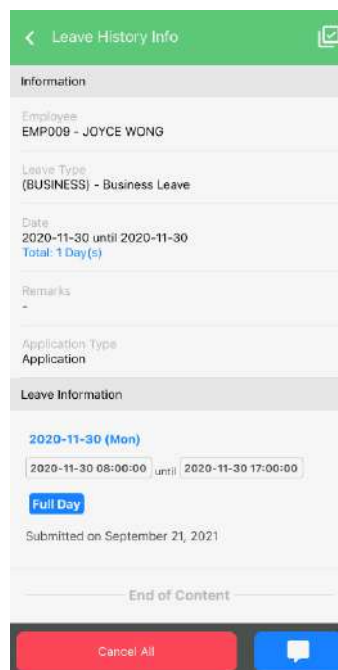 Leave History Info
Information
Employee
EMP009 - JOYCE WONG
Leave Type
(BUSINESS) - Business Leave
Date
2020-11-30 until 2020-11-30
Total: 1 Day(s)
Remarks
-
Application Type
Application
Leave Information
2020-11-30 (Mon)
2020-11-30 08:00:00 until 2020-11-30 17:00:00
Full Day
Submitted on September 21, 2021
End of Content
Cancel All